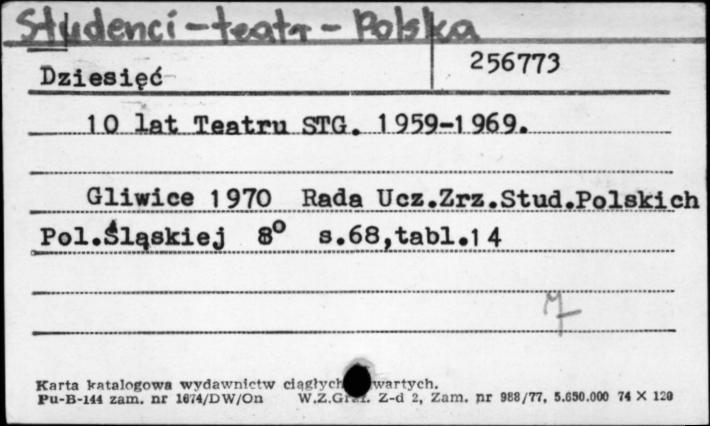 Studenci - teatr - Polska
256773
Dziesięć
10 lat Teatru STG. 1959-1969.
Gliwice 1970 Rada Ucz.Zrz.Stud.Polskich
Pol.Śląskiej 8° s.68,tabl.14
Karta katalogowa wydawnictw ciągłych wartych.
Pu-B-144 zam. nr 1674/DW/On W.Z.Graf. Z-d 2, Zam. nr 988/77, 5.650.000 74 X 120